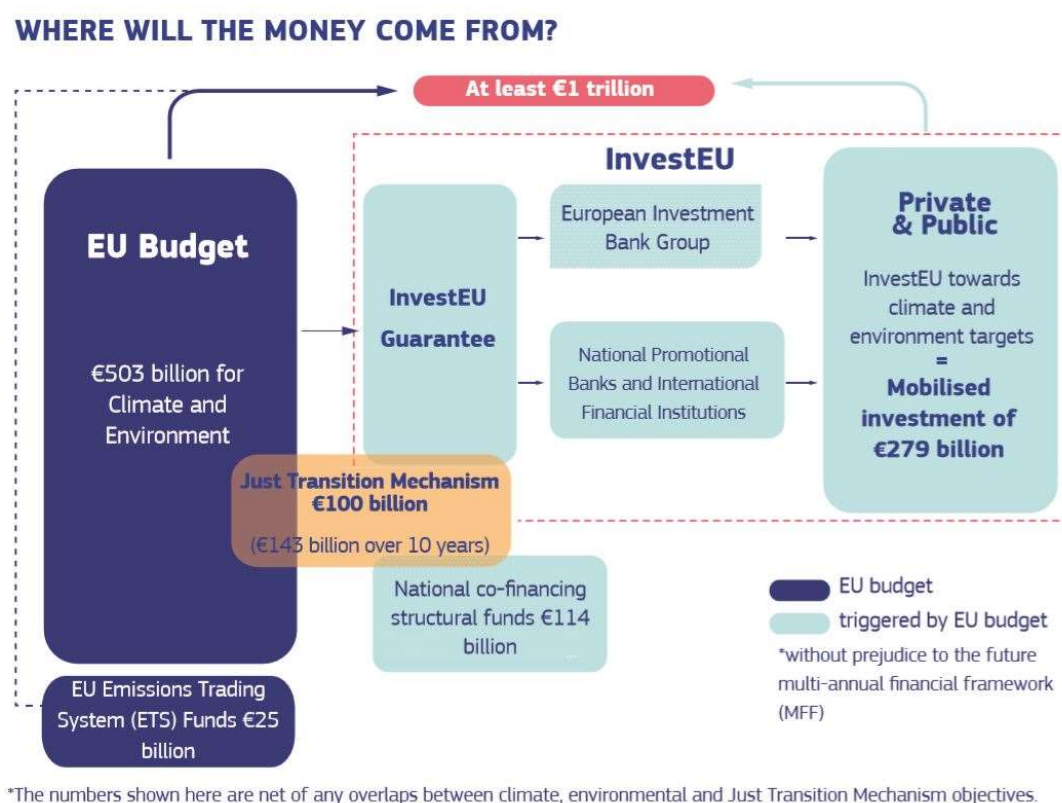 WHERE WILL THE MONEY COME FROM?
At least €1 trillion
InvestEU
EU Budget
€503 billion for
Climate and
Environment
InvestEU
Guarantee
European Investment
Bank Group
National Promotional
Banks and International
Financial Institutions
Private
& Public
InvestEU towards
climate and
environment targets
=
Mobilised
investment of
€279 billion
Just Transition Mechanism
€100 billion
(€143 billion over 10 years)
National co-financing
structural funds €114
billion
EU Emissions Trading
System (ETS) Funds €25
billion
EU budget
triggered by EU budget
*without prejudice to the future
multi-annual financial framework
(MFF)
*The numbers shown here are net of any overlaps between climate, environmental and Just Transition Mechanism objectives.